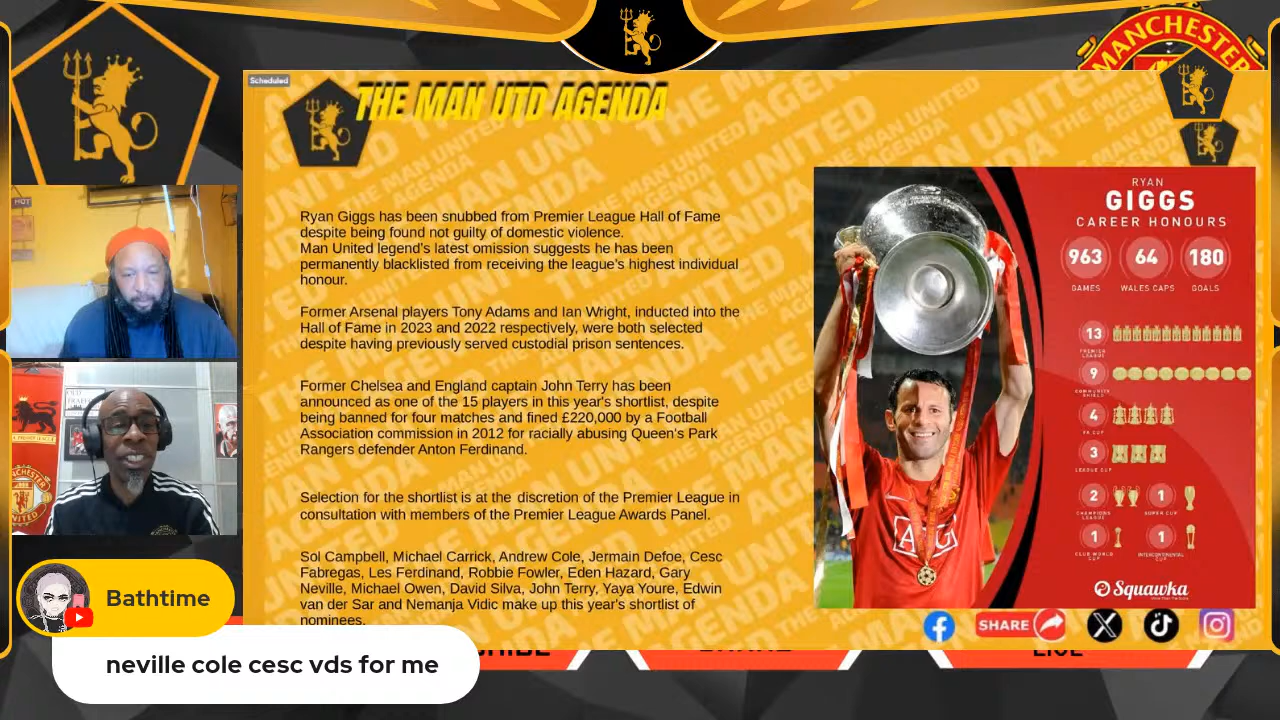 MANCHESTER
Scheduled
THE MAN UTD AGENDA
Ryan Giggs has been snubbed from Premier League Hall of Fame
despite being found not guilty of domestic violence.
Man United legend's latest omission suggests he has been
permanently blacklisted from receiving the league's highest individual
honour.
Former Arsenal players Tony Adams and Ian Wright, inducted into the
Hall of Fame in 2023 and 2022 respectively, were both selected
despite having previously served custodial prison sentences.
Former Chelsea and England captain John Terry has been
announced as one of the 15 players in this year's shortlist, despite
being banned for four matches and fined £220,000 by a Football
Association commission in 2012 for racially abusing Queen's Park
Rangers defender Anton Ferdinand.
Selection for the shortlist is at the discretion of the Premier League in
consultation with members of the Premier League Awards Panel.
Sol Campbell, Michael Carrick, Andrew Cole, Jermain Defoe, Cesc
Fabregas, Les Ferdinand, Robbie Fowler, Eden Hazard, Gary
Neville, Michael Owen, David Silva, John Terry, Yaya Youre, Edwin
van der Sar and Nemanja Vidic make up this year's shortlist of
nominees.
RYAN
GIGGS
CAREER HONOURS
963 64 180
GAMES WALES CAPS GOALS
13
PREMIER
LEAGUE
9
COMMUNITY
SHIELD
4
FA CUP
3
LEAGUE CUP
2 1
CHAMPIONS
LEAGUE
SUPER CUP
1 1
CLUB WORLD
CUP
INTERCONTINENTAL
CUP
Squawka
AIG
SHARE
Bathtime
neville cole cesc vds for me